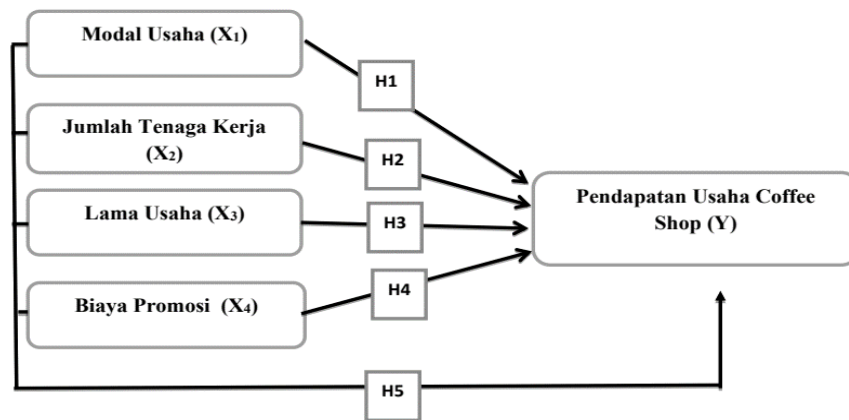 Modal Usaha (X₁)
H1
Jumlah Tenaga Kerja
(X₂)
H2
Lama Usaha (X₃)
H3
Biaya Promosi (X₄)
H4
Pendapatan Usaha Coffee
Shop (Y)
H5